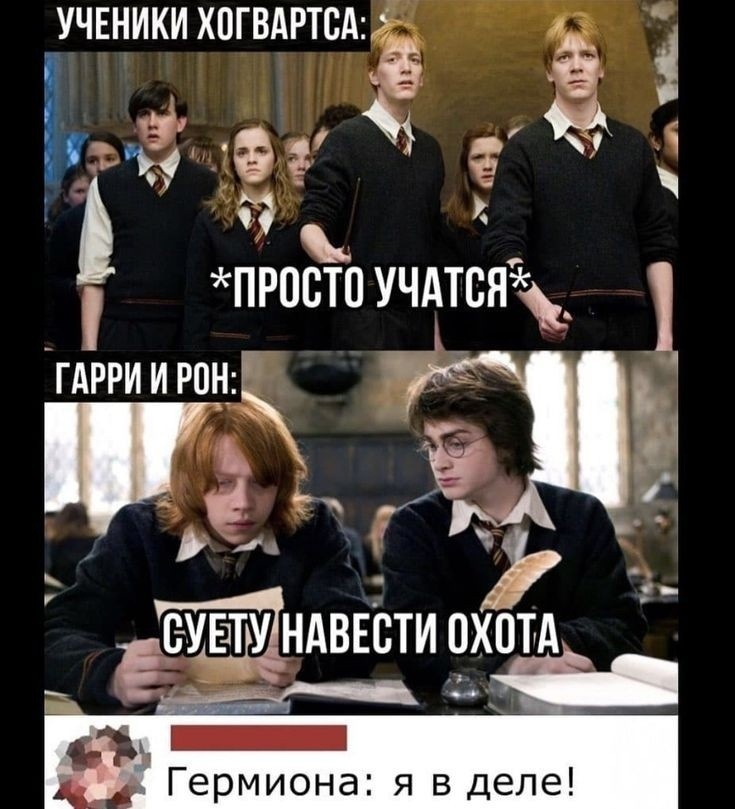 УЧЕНИКИ ХОГВАРТСА:
*ПРОСТО УЧАТСЯ*
ГАРРИ И РОН:
СУЕТУ НАВЕСТИ ОХОТА
Гермиона: я в деле!